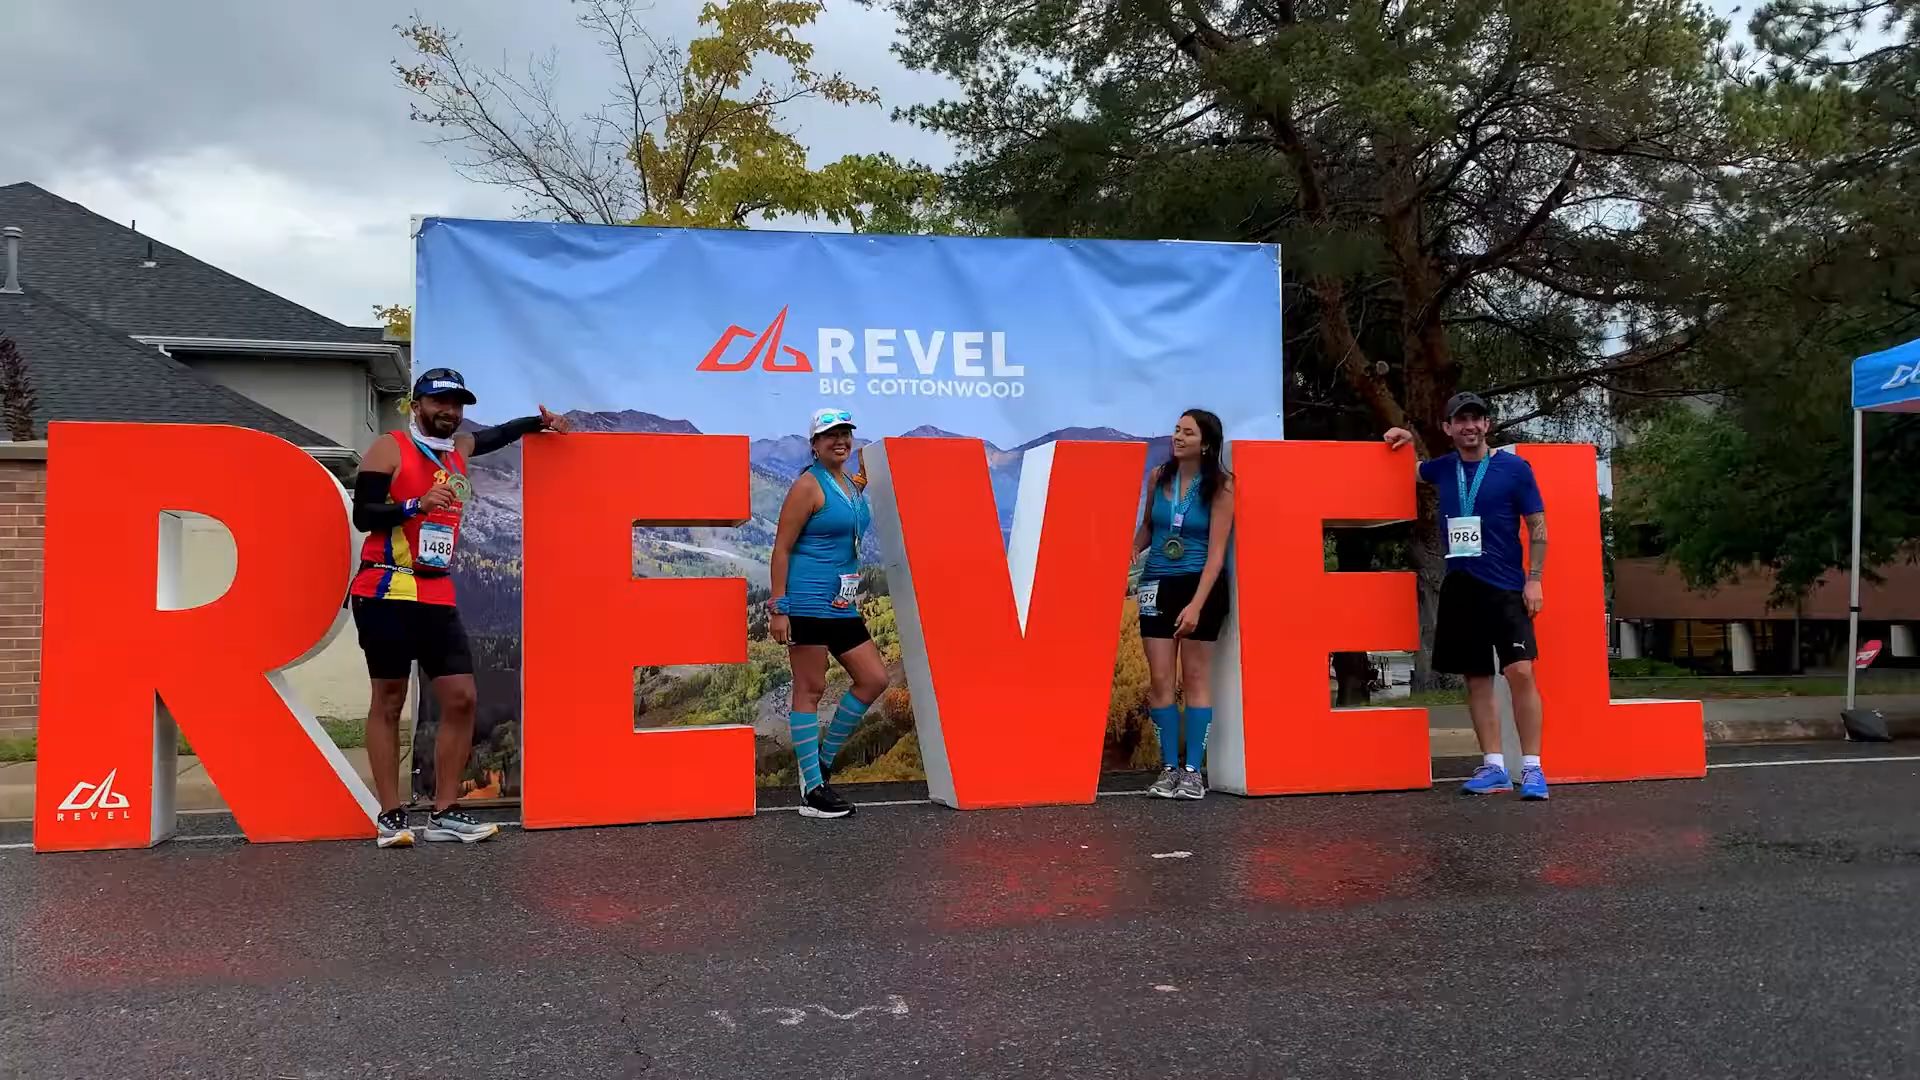 REVEL
BIG COTTONWOOD
REVEL
REVEL
1488
1986